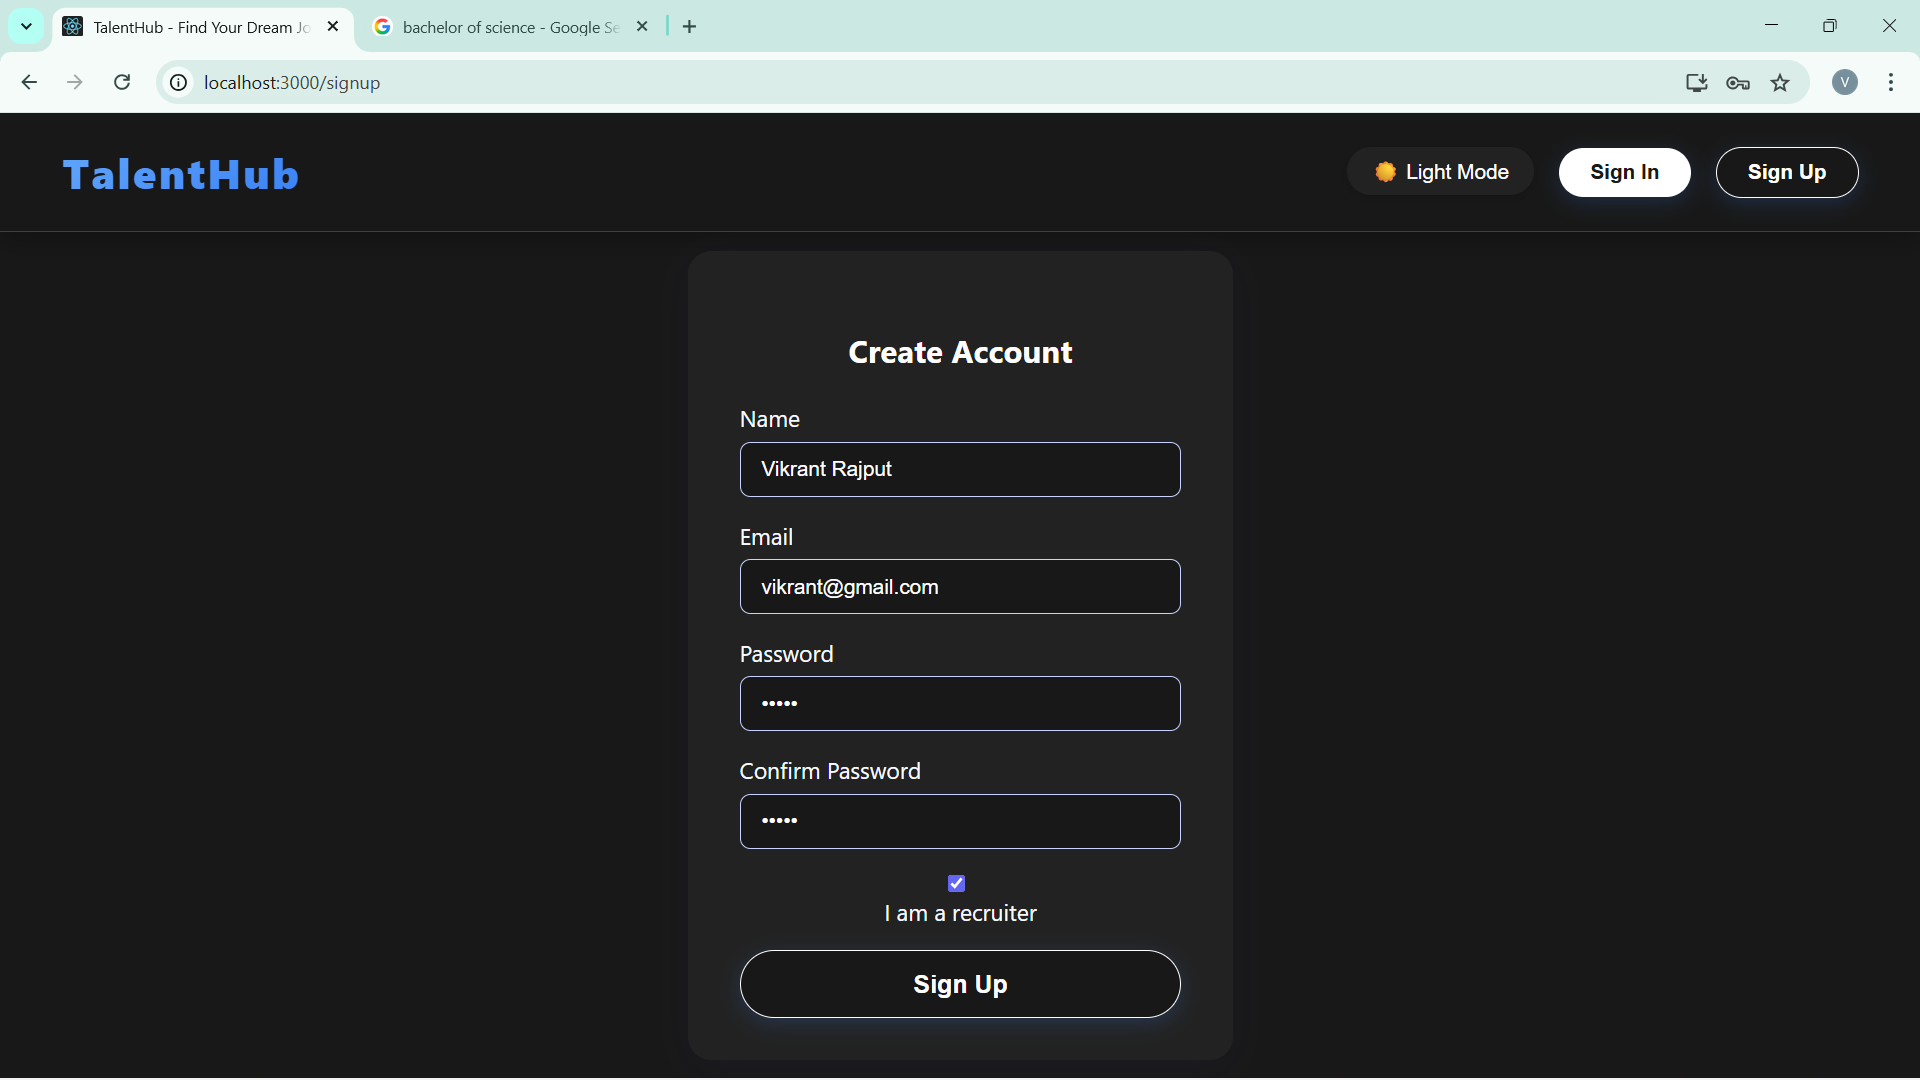 TalentHub - Find Your Dream Jo
bachelor of science - Google Se
localhost:3000/signup
V
TalentHub
Light Mode
Sign In
Sign Up
Create Account
Name
Vikrant Rajput
Email
vikrant@gmail.com
Password
•••••
Confirm Password
•••••
I am a recruiter
Sign Up